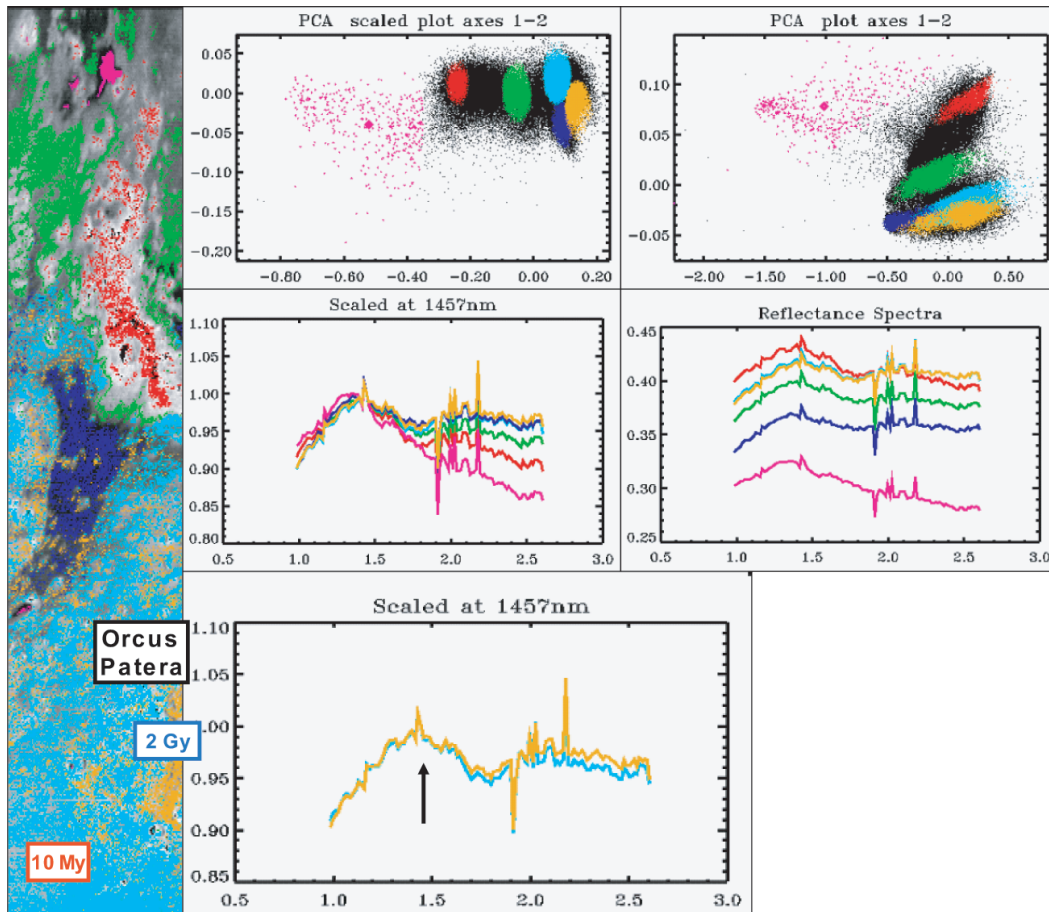 PCA scaled plot axes 1-2
0.05
0.00
-0.05
-0.10
-0.15
-0.20
-0.80 -0.60 -0.40 -0.20 0.00 0.20
PCA plot axes 1-2
0.10
0.05
0.00
-0.05
-2.00 -1.50 -1.00 -0.50 0.00 0.50
Scaled at 1457nm
1.10
1.05
1.00
0.95
0.90
0.85
0.80
0.5 1.0 1.5 2.0 2.5 3.0
Reflectance Spectra
0.45
0.40
0.35
0.30
0.25
0.5 1.0 1.5 2.0 2.5 3.0
Orcus
Patera
2 Gy
10 My
Scaled at 1457nm
1.10
1.05
1.00
0.95
0.90
0.85
0.5 1.0 1.5 2.0 2.5 3.0